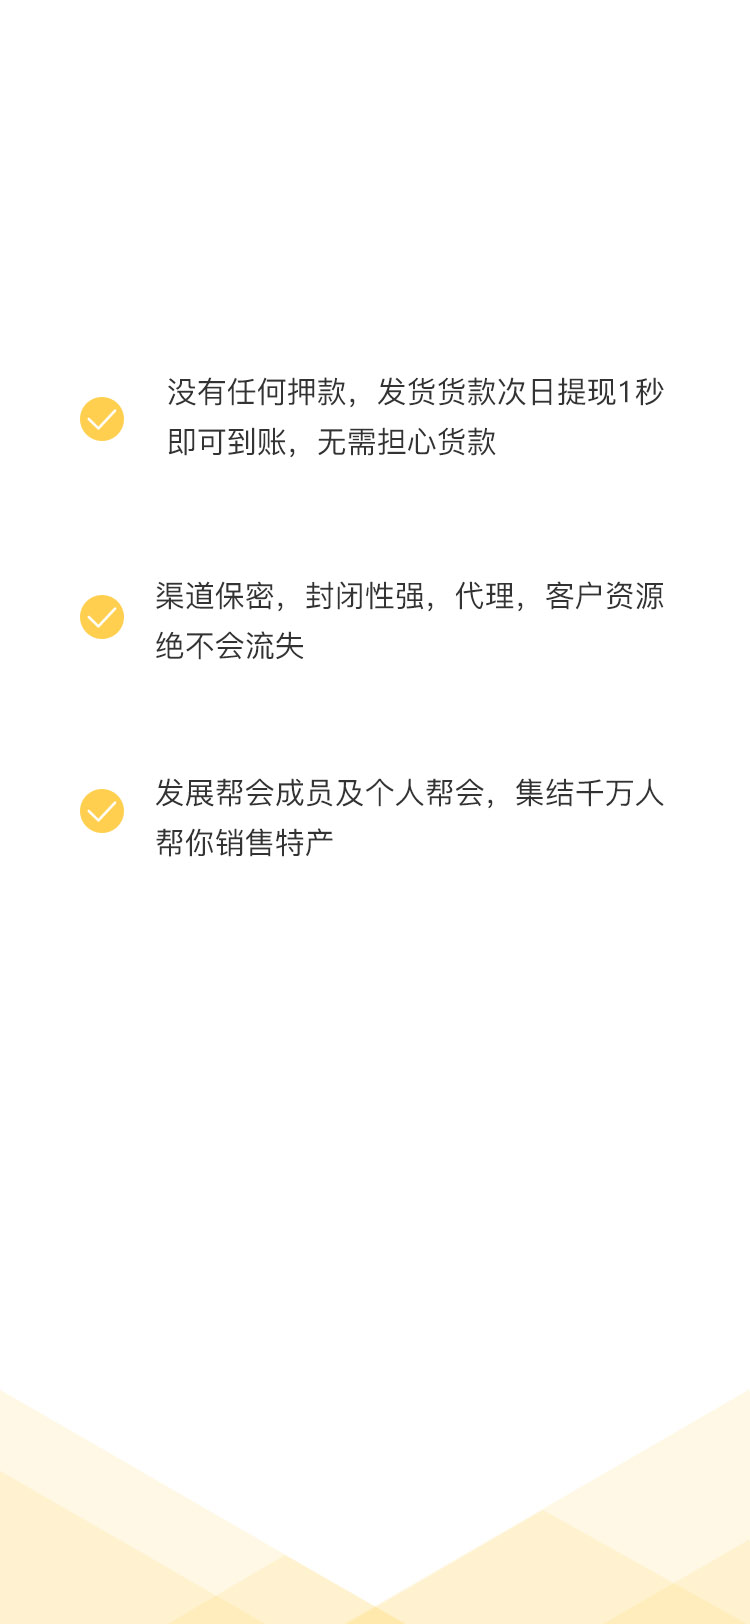 没有任何押款，发货货款次日提现1秒
即可到账，无需担心货款
渠道保密，封闭性强，代理，客户资源
绝不会流失
发展帮会成员及个人帮会，集结千万人
帮你销售特产